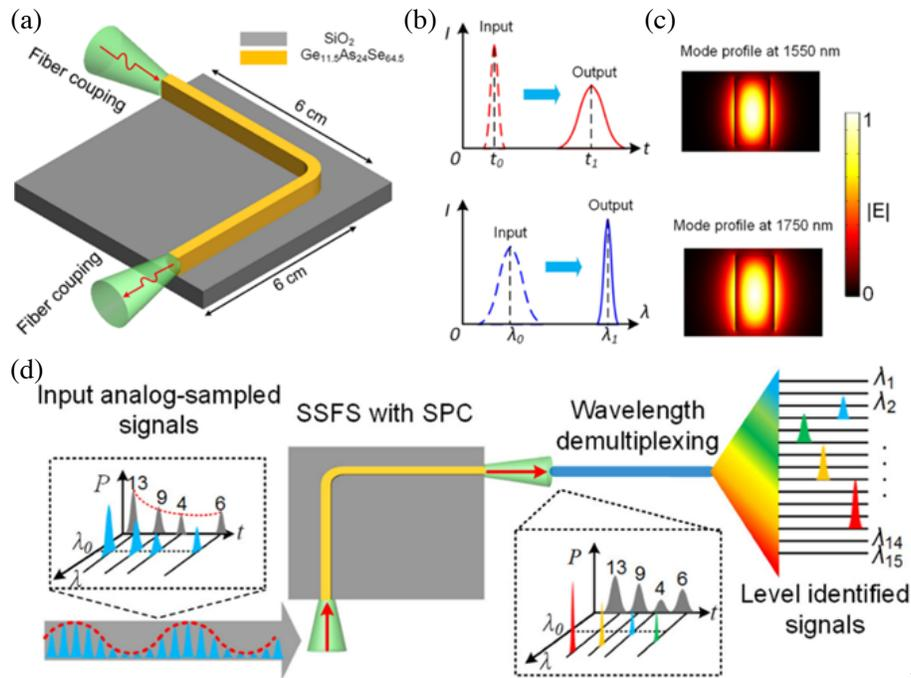 (a)
SiO2
Ge11.5As24Se64.5
Fiber couping
6 cm
6 cm
Fiber couping
(b)
I
Input
Output
0
t0
t1
t
I
Input
Output
0
λ0
λ1
λ
(c)
Mode profile at 1550 nm
Mode profile at 1750 nm
1
|E|
0
(d)
Input analog-sampled
signals
P
13
9
4
6
t
λ0
λ
SSFS with SPC
Wavelength
demultiplexing
P
13
9
4
6
t
λ0
λ
λ1
λ2
λ14
λ15
Level identified
signals